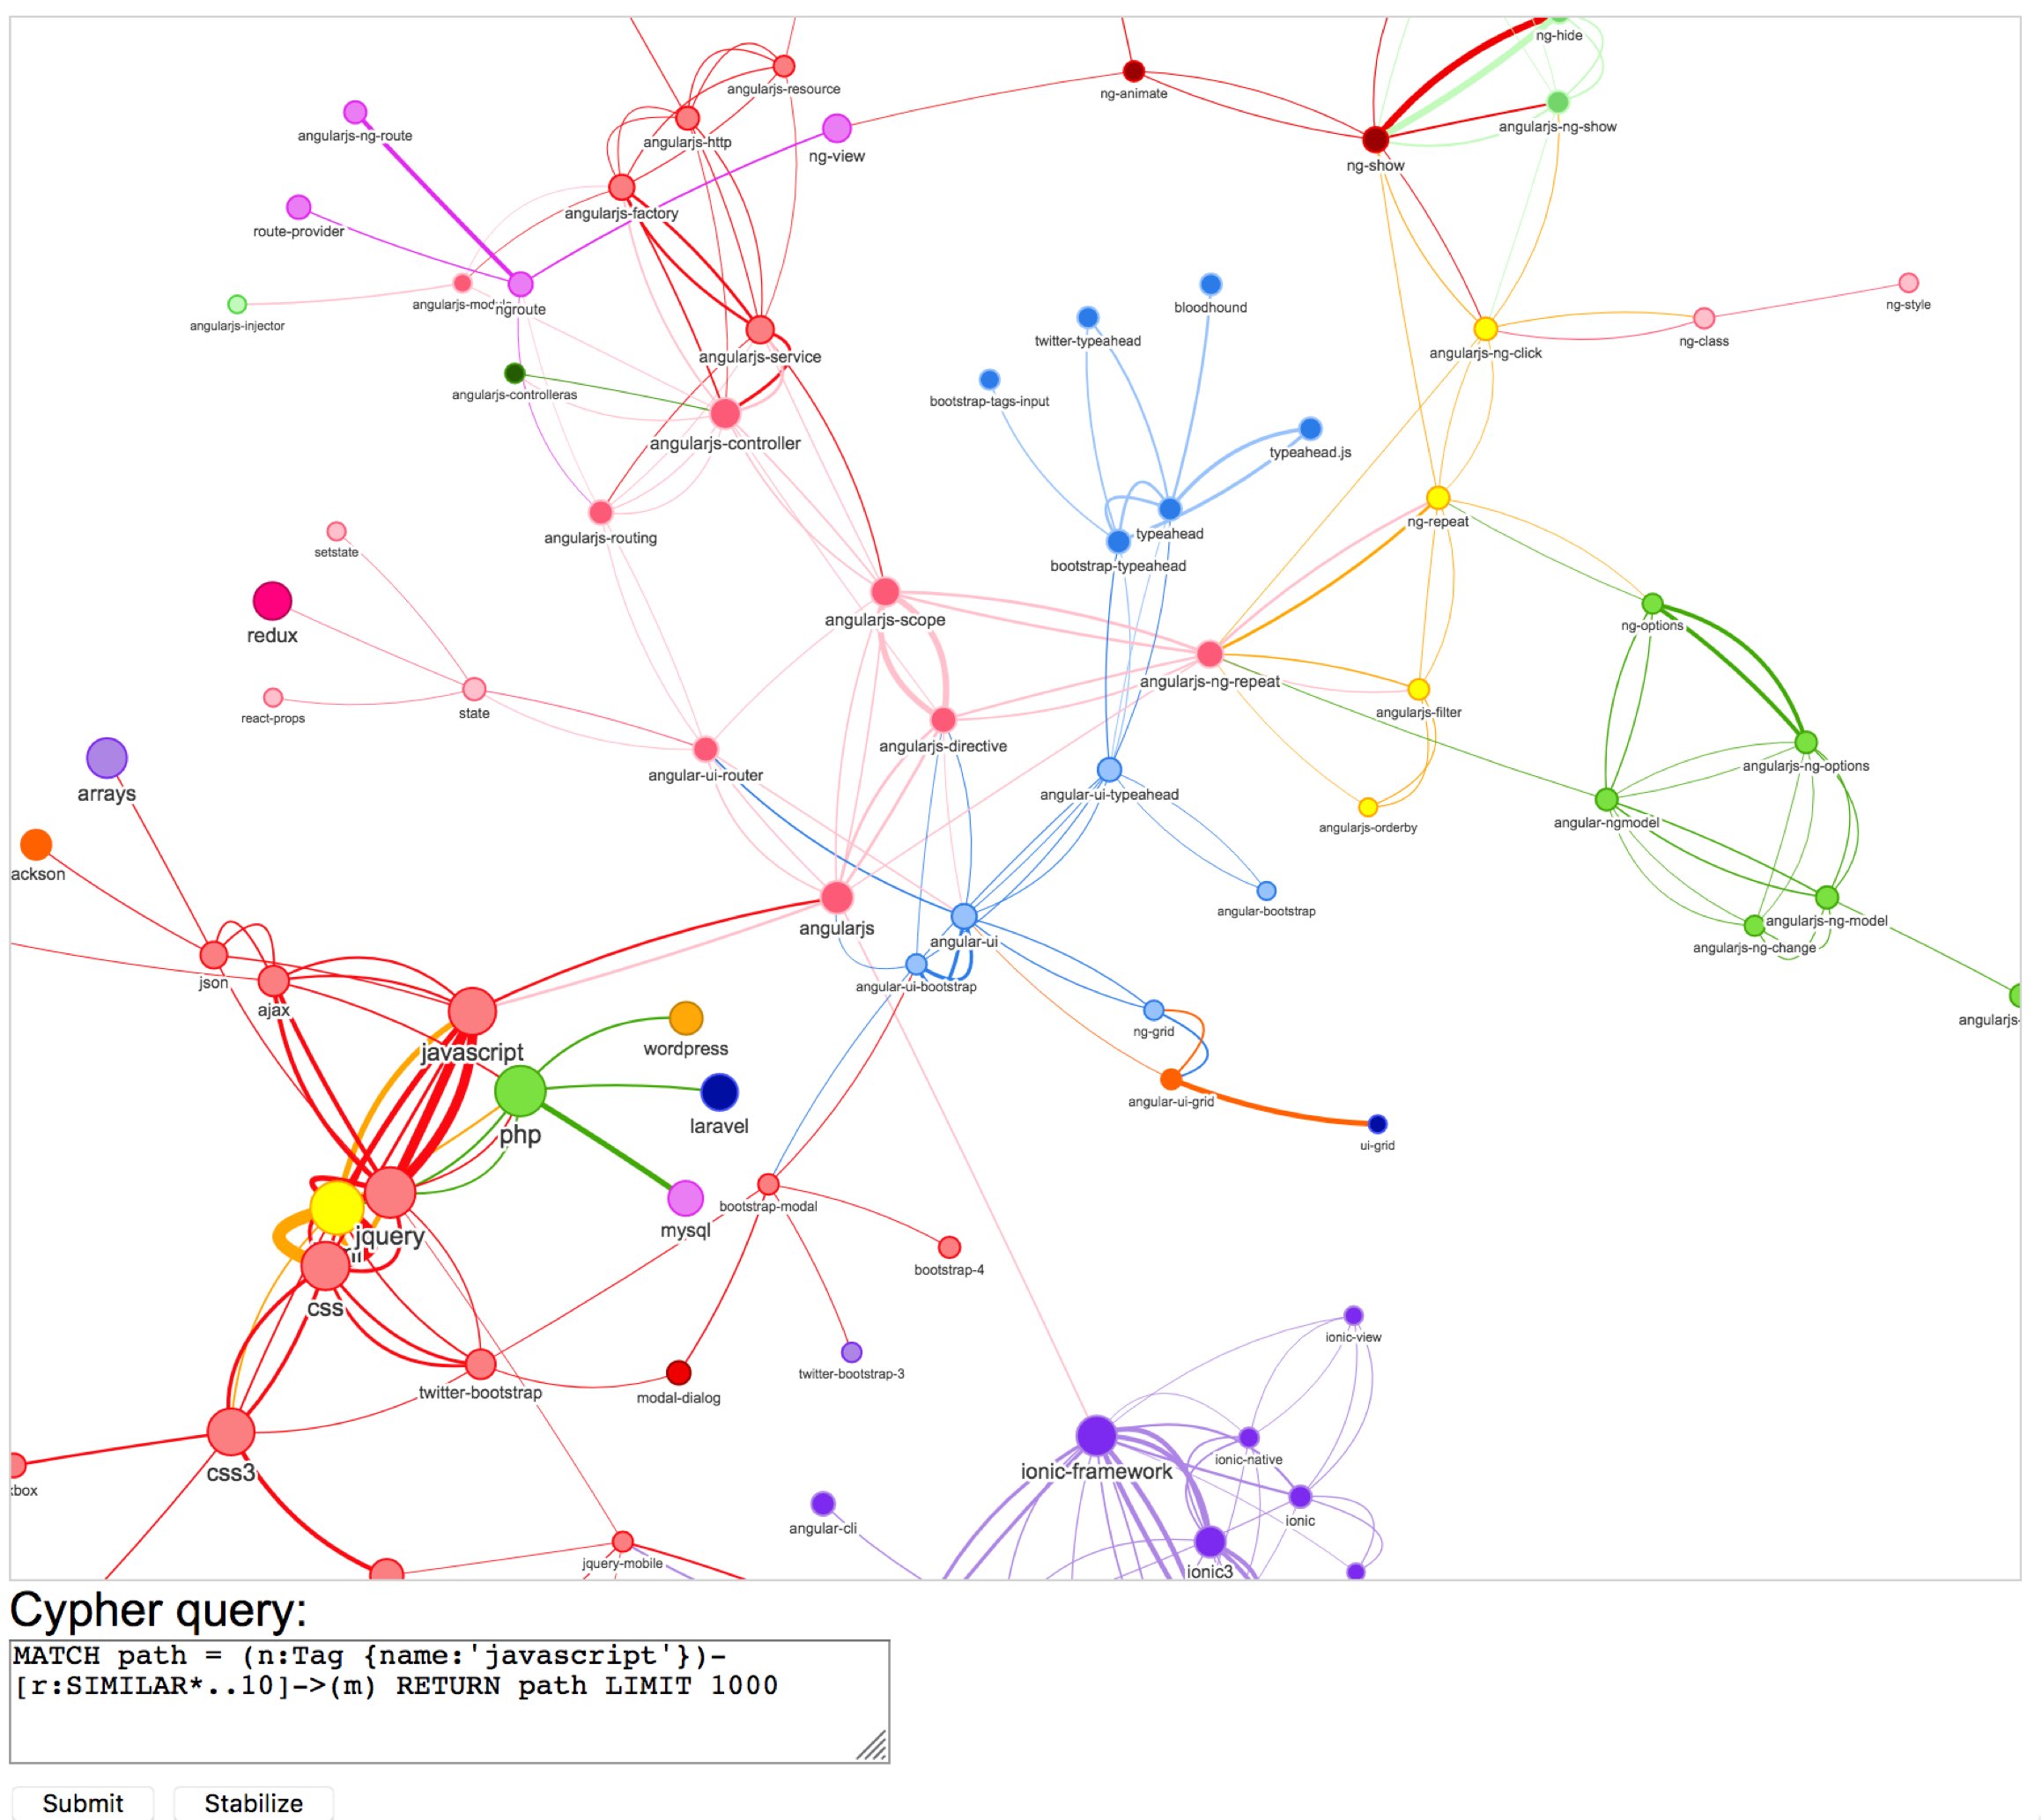 ng-hide
angularjs-resource
ng-animate
angularjs-ng-route
angularjs-http
angularjs-ng-show
ng-view
ng-show
angularjs-factory
route-provider
bloodhound
angularjs-module
ngroute
ng-style
angularjs-injector
twitter-typeahead
ng-class
angularjs-service
angularjs-ng-click
angularjs-controlleras
bootstrap-tags-input
angularjs-controller
typeahead.js
ng-repeat
angularjs-routing
typeahead
setstate
bootstrap-typeahead
angularjs-scope
ng-options
redux
angularjs-ng-repeat
state
angularjs-filter
react-props
angularjs-directive
angular-ui-router
angularjs-ng-options
arrays
angular-ui-typeahead
angular-ngmodel
angularjs-orderby
ackson
angular-bootstrap
angularjs-ng-model
angularjs
angular-ui
angularjs-ng-change
json
angular-ui-bootstrap
ajax
angularjs-
ng-grid
wordpress
javascript
angular-ui-grid
laravel
php
ui-grid
bootstrap-modal
mysql
jquery
bootstrap-4
css
ionic-view
twitter-bootstrap-3
twitter-bootstrap
modal-dialog
ionic-native
ionic-framework
css3
box
ionic
angular-cli
jquery-mobile
ionic3
Cypher query:
MATCH path = (n:Tag {name:'javascript'})-
[r:SIMILAR*..10]->(m) RETURN path LIMIT 1000
Submit
Stabilize